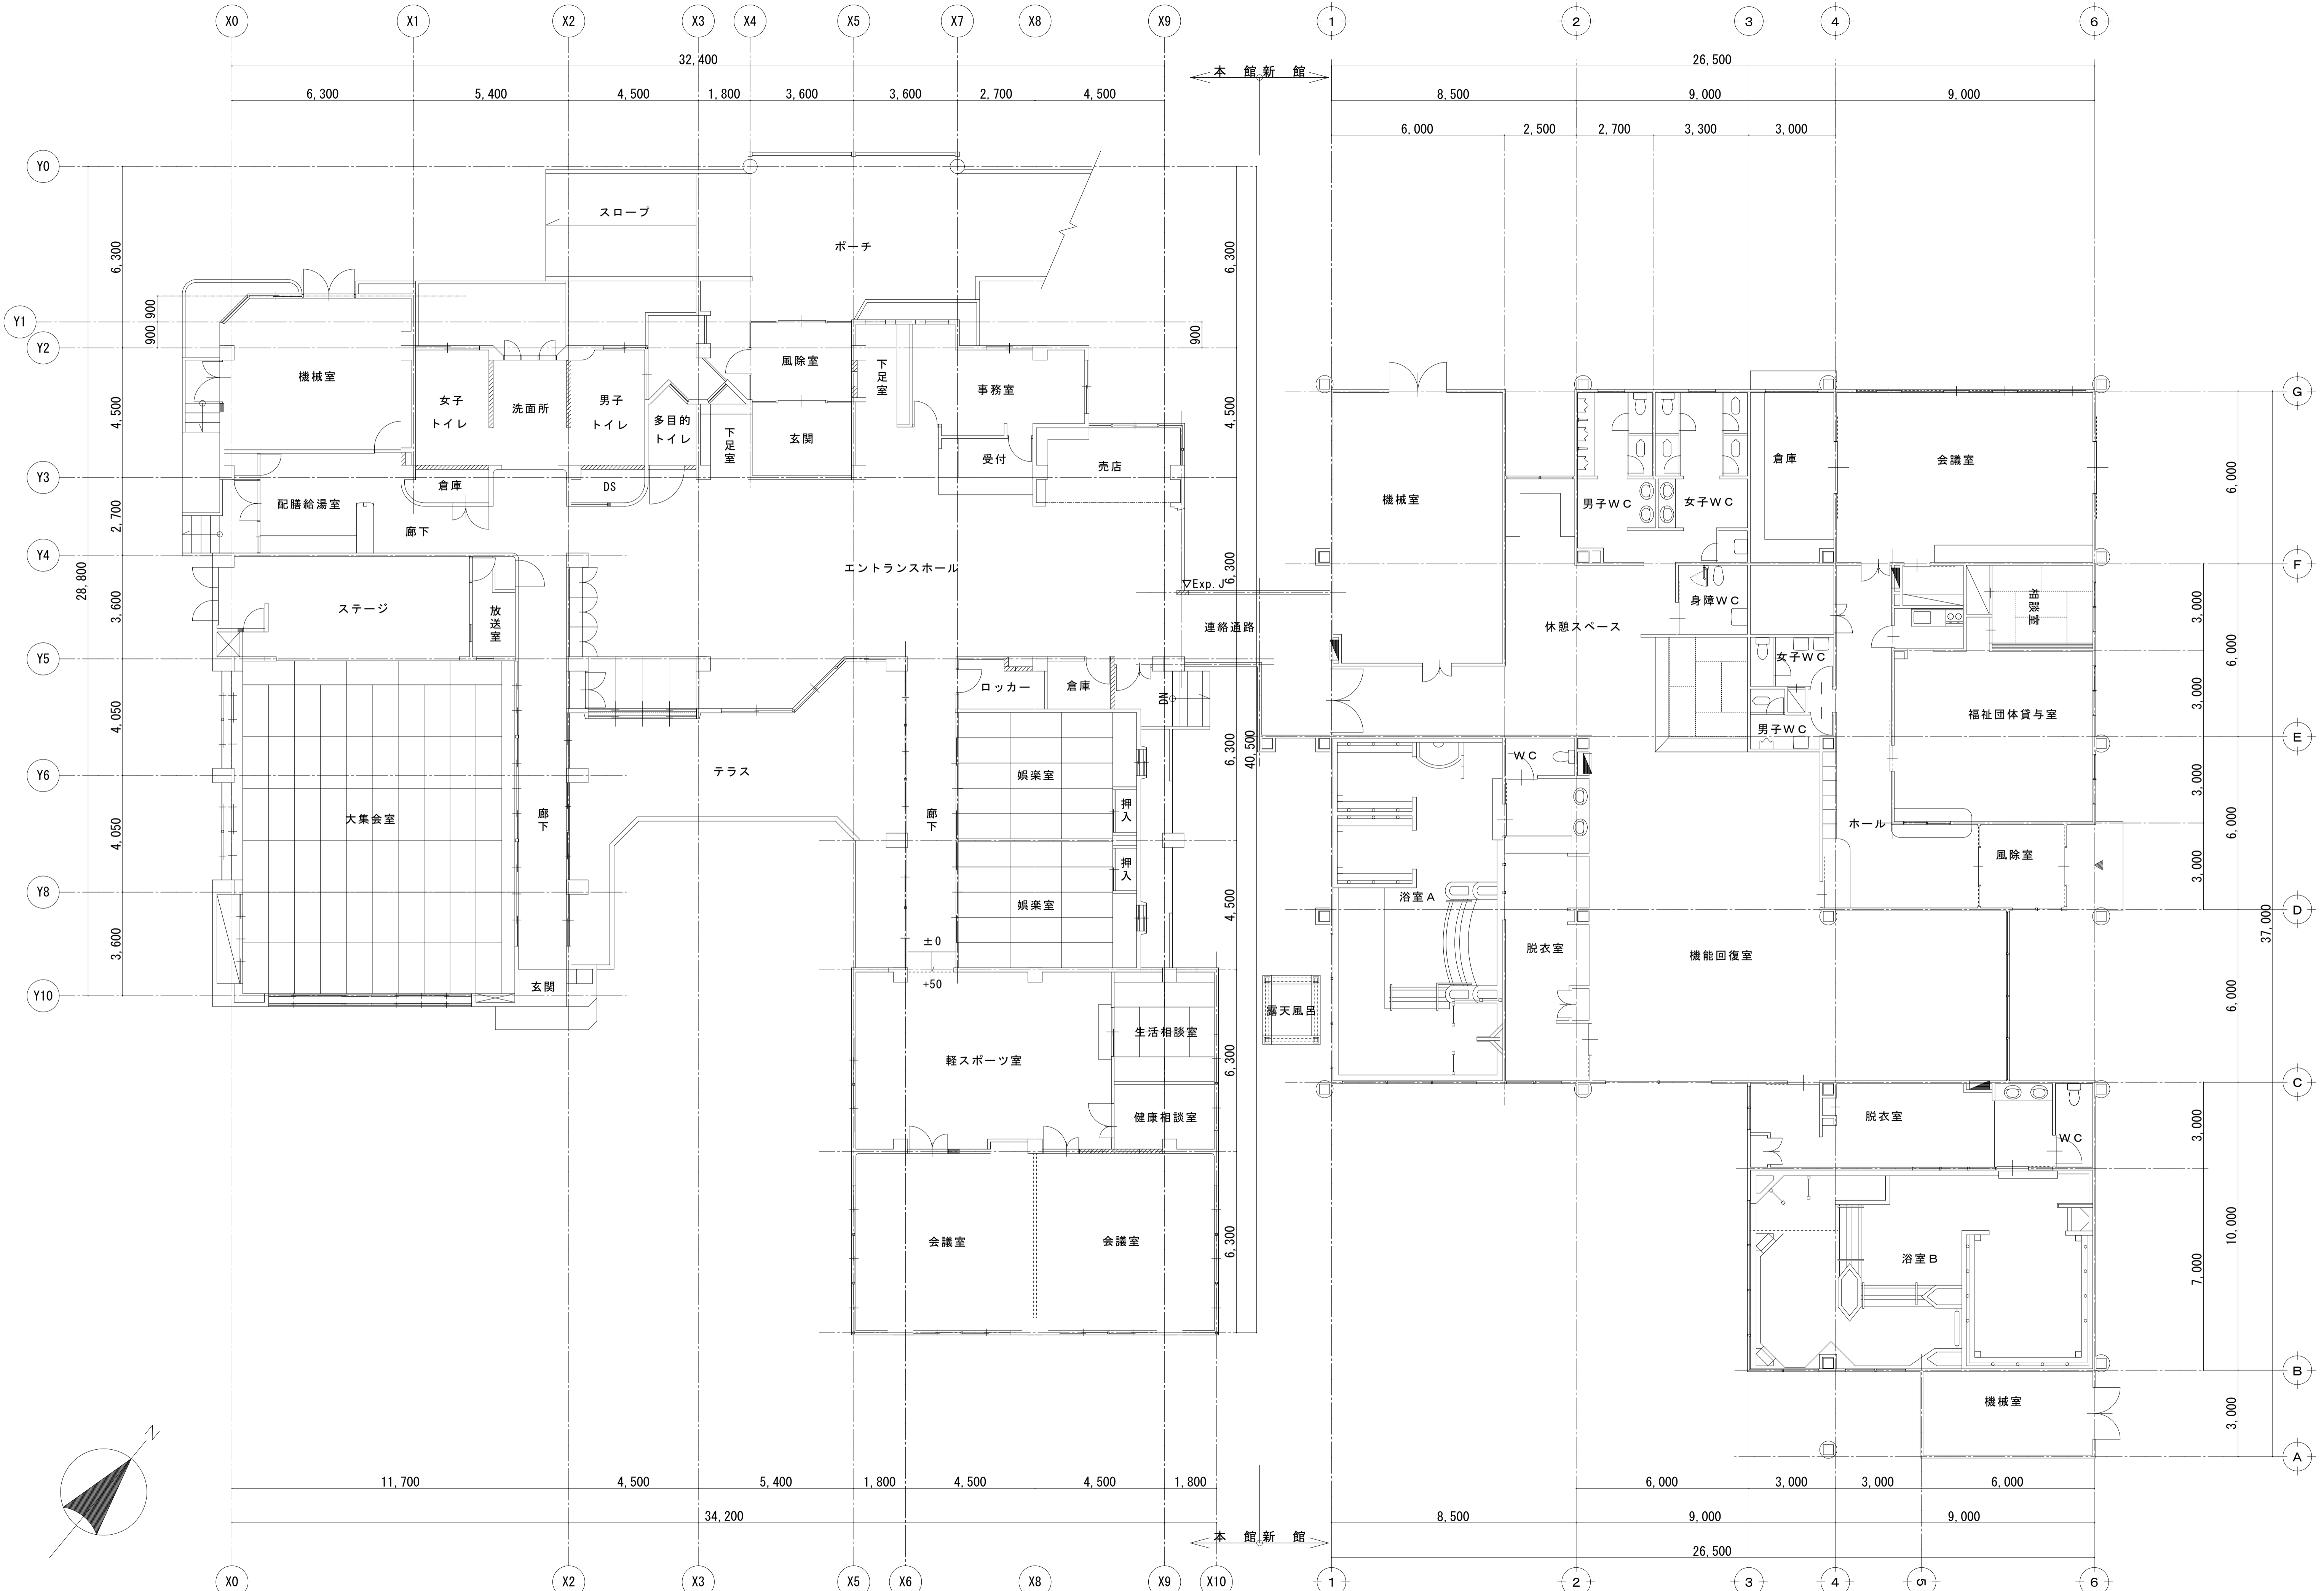 X0 X1 X2 X3 X4 X5 X7 X8 X9 1 2 3 4 6
32,400
本 館 新 館
26,500
6,300 5,400 4,500 1,800 3,600 3,600 2,700 4,500
8,500 9,000 9,000
6,000 2,500 2,700 3,300 3,000
Y0
Y1
Y2
Y3
Y4
Y5
Y6
Y8
Y10
28,800
6,300
4,500
2,700
3,600
4,050
4,050
3,600
900 900
スロープ
ポーチ
機械室
女子
トイレ
洗面所
男子
トイレ
多目的
トイレ
下足室
風除室
玄関
下足室
事務室
受付
売店
配膳給湯室
倉庫
DS
廊下
エントランスホール
ステージ
放送室
▽Exp.J
連絡通路
ロッカー
倉庫
DN
テラス
大集会室
廊下
廊下
娯楽室
押入
娯楽室
押入
±0
+50
玄関
軽スポーツ室
生活相談室
健康相談室
会議室
会議室
900
6,300
4,500
6,300
6,300
4,500
6,300
6,300
40,500
機械室
男子WC
女子WC
倉庫
会議室
身障WC
休憩スペース
相談室
女子WC
男子WC
福祉団体貸与室
WC
ホール
風除室
浴室A
脱衣室
機能回復室
露天風呂
脱衣室
WC
浴室B
機械室
G
F
E
D
C
B
A
6,000
3,000
6,000
3,000
3,000
6,000
3,000
6,000
37,000
3,000
10,000
7,000
3,000
N
11,700 4,500 5,400 1,800 4,500 4,500 1,800
6,000 3,000 3,000 6,000
34,200
8,500 9,000 9,000
本 館 新 館
26,500
X0 X2 X3 X5 X6 X8 X9 X10 1 2 3 4 5 6